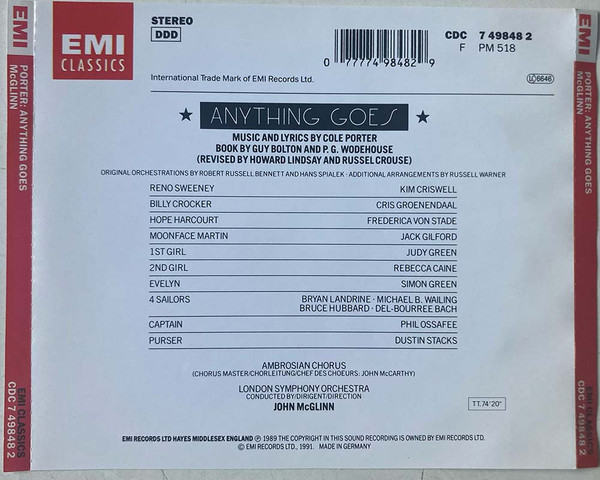 EMI
PORTER: ANYTHING GOES
McGLINN
EMI CLASSICS
CDC 7 49848 2
EMI
CLASSICS
STEREO
DDD
International Trade Mark of EMI Records Ltd.
0 77774 98482 9
CDC 7 49848 2
F PM 518
6646
ANYTHING GOES
MUSIC AND LYRICS BY COLE PORTER
BOOK BY GUY BOLTON AND P. G. WODEHOUSE
(REVISED BY HOWARD LINDSAY AND RUSSEL CROUSE)
ORIGINAL ORCHESTRATIONS BY ROBERT RUSSELL BENNETT AND HANS SPIALEK · ADDITIONAL ARRANGEMENTS BY RUSSELL WARNER
RENO SWEENEY KIM CRISWELL
BILLY CROCKER CRIS GROENENDAAL
HOPE HARCOURT FREDERICA VON STADE
MOONFACE MARTIN JACK GILFORD
1ST GIRL JUDY GREEN
2ND GIRL REBECCA CAINE
EVELYN SIMON GREEN
4 SAILORS BRYAN LANDRINE · MICHAEL B. WAILING
BRUCE HUBBARD · DEL-BOURREE BACH
CAPTAIN PHIL OSSAFEE
PURSER DUSTIN STACKS
AMBROSIAN CHORUS
(CHORUS MASTER/CHORLEITUNG/CHEF DES CHOEURS: JOHN McCARTHY)
LONDON SYMPHONY ORCHESTRA
CONDUCTED BY/DIRIGENT/DIRECTION
JOHN McGLINN
TT. 74'20"
EMI RECORDS LTD HAYES MIDDLESEX ENGLAND ℗ 1989 THE COPYRIGHT IN THIS SOUND RECORDING IS OWNED BY EMI RECORDS LTD.
© EMI RECORDS LTD., 1991. MADE IN GERMANY
EMI
PORTER: ANYTHING GOES
McGLINN
EMI CLASSICS
CDC 7 49848 2